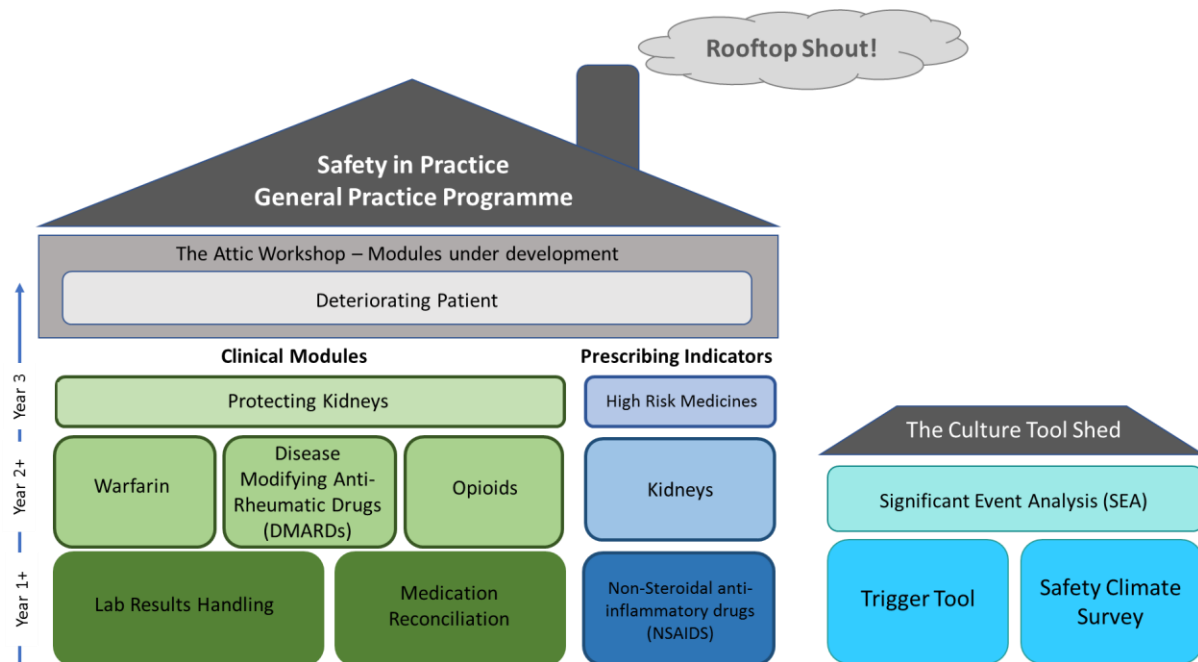 Rooftop Shout!
Safety in Practice
General Practice Programme
The Attic Workshop – Modules under development
Deteriorating Patient
Clinical Modules
Prescribing Indicators
Year 3
Protecting Kidneys
High Risk Medicines
Year 2+
Warfarin
Disease
Modifying Anti-
Rheumatic Drugs
(DMARDs)
Opioids
Kidneys
Year 1+
Lab Results Handling
Medication
Reconciliation
Non-Steroidal anti-
inflammatory drugs
(NSAIDS)
The Culture Tool Shed
Significant Event Analysis (SEA)
Trigger Tool
Safety Climate
Survey